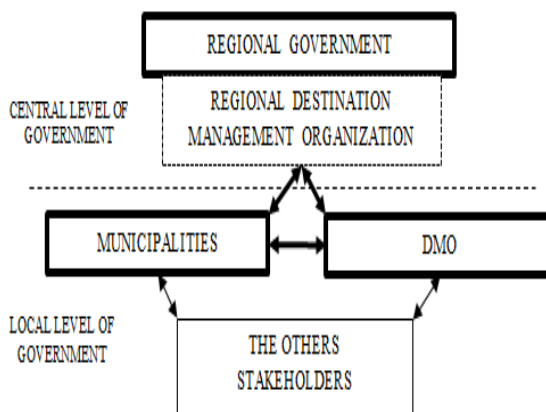 REGIONAL GOVERNMENT
REGIONAL DESTINATION
MANAGEMENT ORGANIZATION
CENTRAL LEVEL OF
GOVERNMENT
MUNICIPALITIES
DMO
LOCAL LEVEL OF
GOVERNMENT
THE OTHERS
STAKEHOLDERS